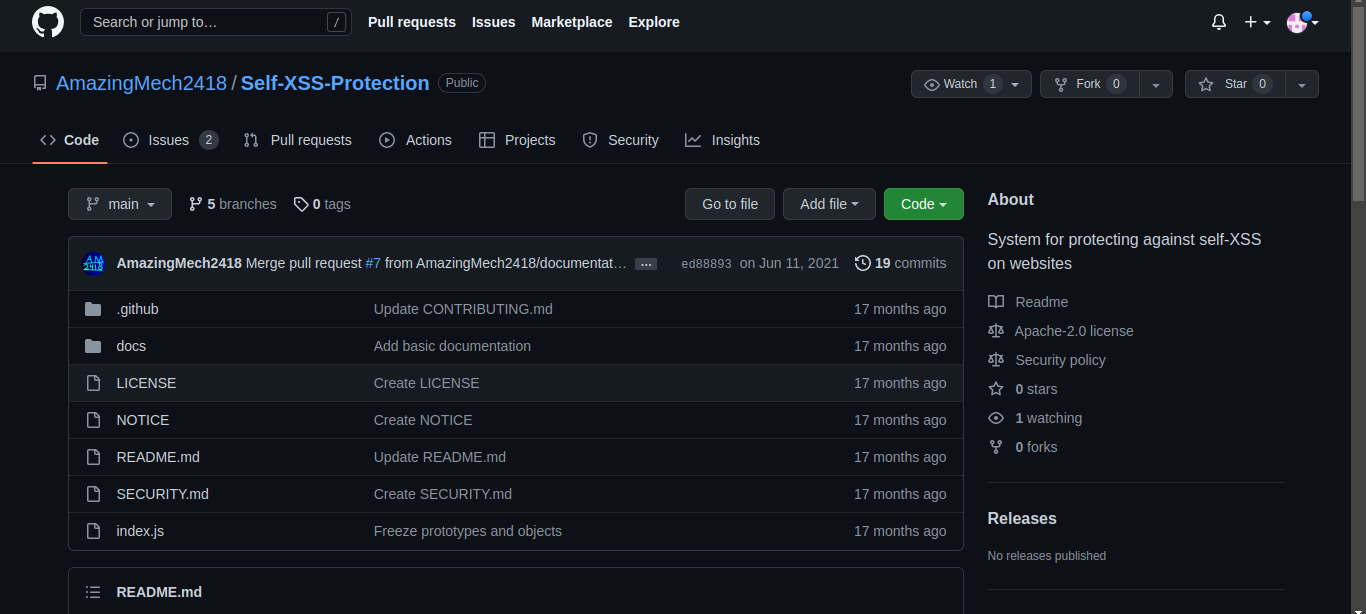 Search or jump to… /
Pull requests Issues Marketplace Explore
AmazingMech2418 / Self-XSS-Protection Public
Watch 1 Fork 0 Star 0
Code Issues 2 Pull requests Actions Projects Security Insights
main 5 branches 0 tags Go to file Add file Code
AM
2418
AmazingMech2418 Merge pull request #7 from AmazingMech2418/documentat… … ed88893 on Jun 11, 2021 19 commits
.github Update CONTRIBUTING.md 17 months ago
docs Add basic documentation 17 months ago
LICENSE Create LICENSE 17 months ago
NOTICE Create NOTICE 17 months ago
README.md Update README.md 17 months ago
SECURITY.md Create SECURITY.md 17 months ago
index.js Freeze prototypes and objects 17 months ago
README.md
About
System for protecting against self-XSS
on websites
Readme
Apache-2.0 license
Security policy
0 stars
1 watching
0 forks
Releases
No releases published